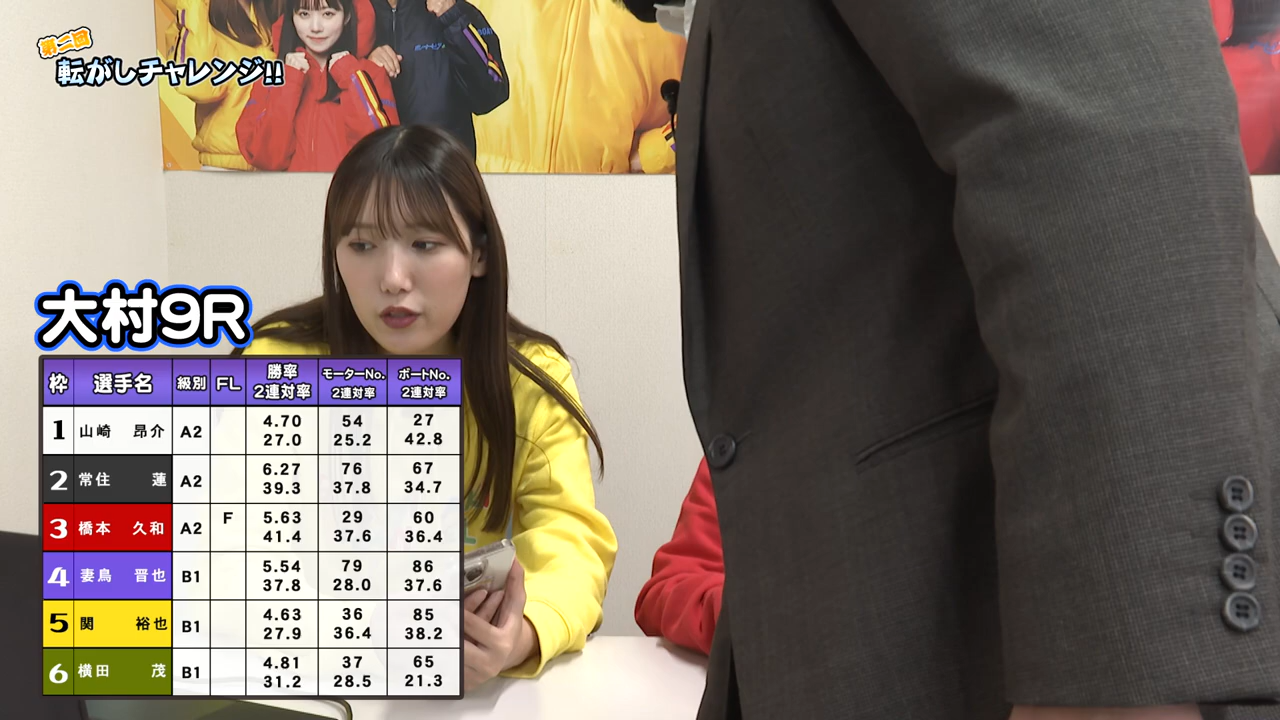 第二回
転がしチャレンジ!!
大村9R
枠 選手名 級別 FL 勝率 2連対率 モーターNo. 2連対率 ボートNo. 2連対率
1 山崎 昂介 A2 4.70 27.0 54 25.2 27 42.8
2 常住 蓮 A2 6.27 39.3 76 37.8 67 34.7
3 橋本 久和 A2 F 5.63 41.4 29 37.6 60 36.4
4 妻鳥 晋也 B1 5.54 37.8 79 28.0 86 37.6
5 関 裕也 B1 4.63 27.9 36 36.4 85 38.2
6 横田 茂 B1 4.81 31.2 37 28.5 65 21.3